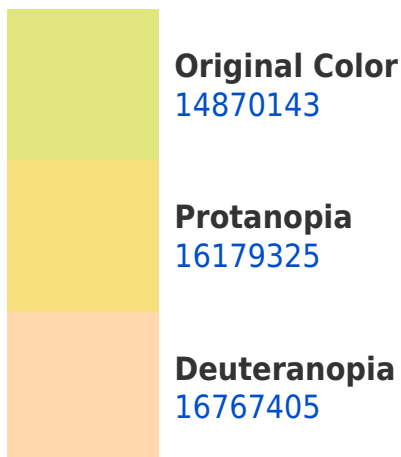 Original Color
14870143
Protanopia
16179325
Deuteranopia
16767405